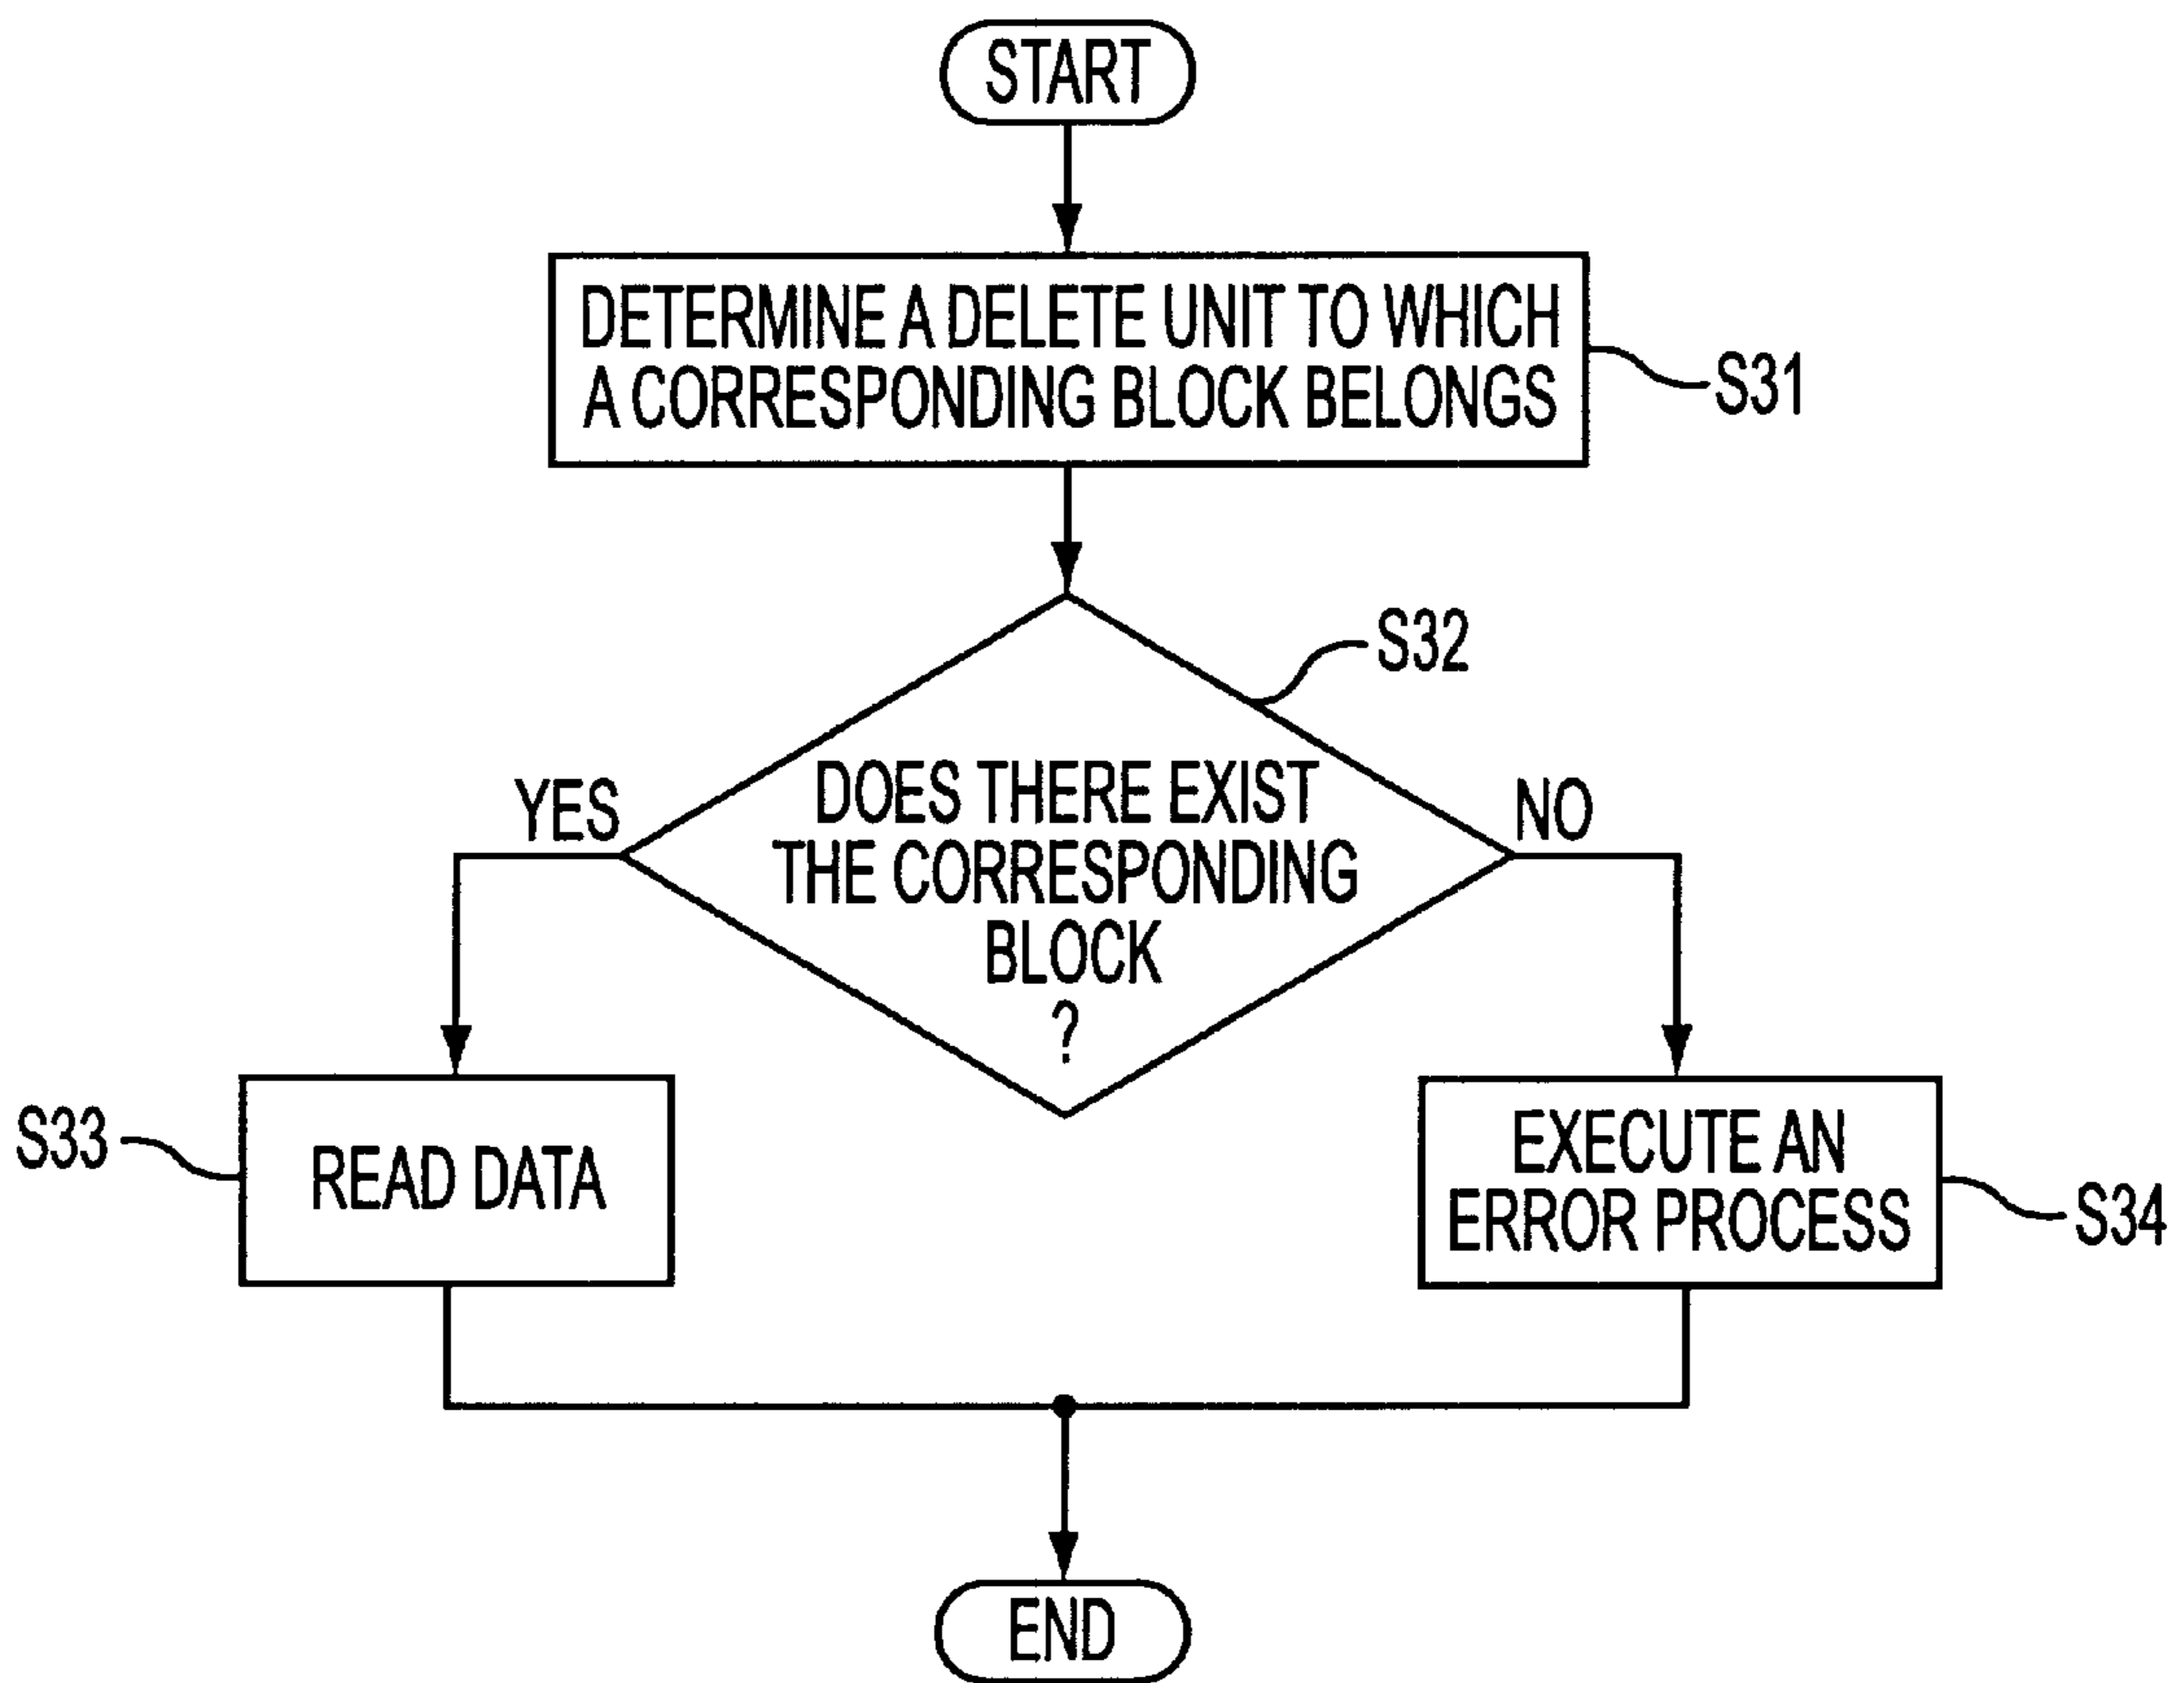 START
DETERMINE A DELETE UNIT TO WHICH
A CORRESPONDING BLOCK BELONGS
S31
S32
DOES THERE EXIST
THE CORRESPONDING
BLOCK
?
YES
NO
S33
READ DATA
EXECUTE AN
ERROR PROCESS
S34
END